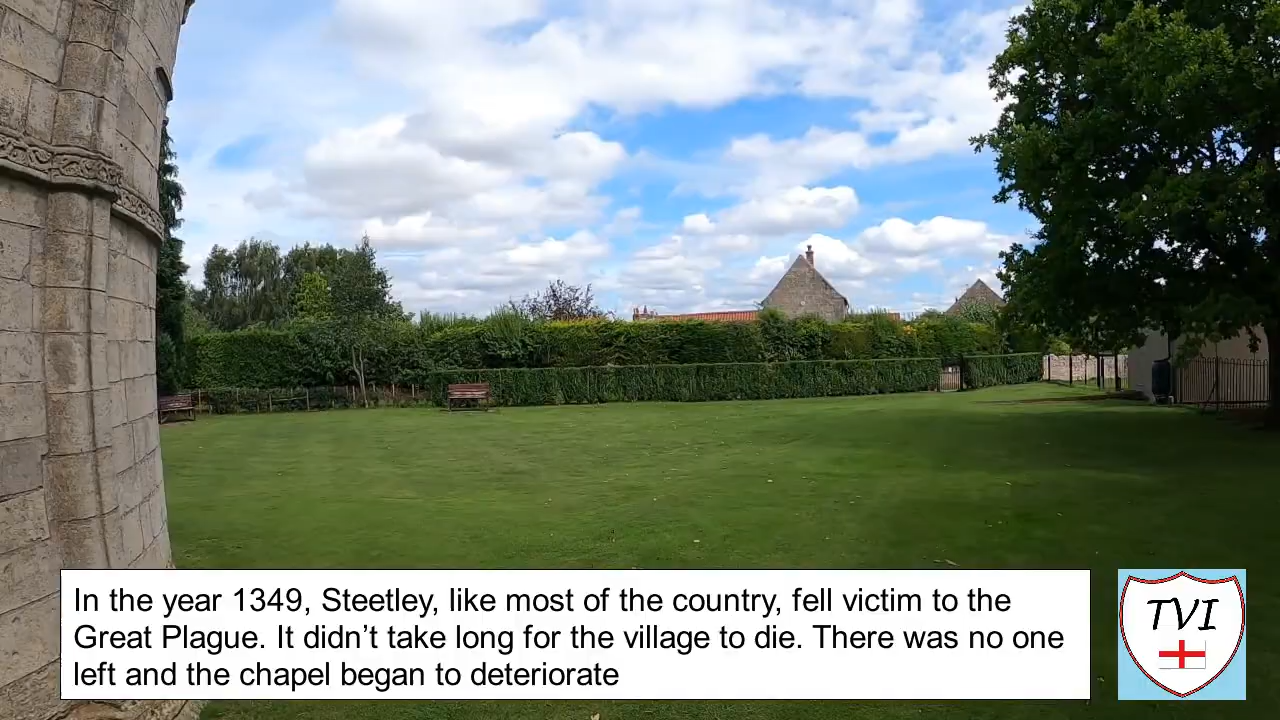 In the year 1349, Steetley, like most of the country, fell victim to the
Great Plague. It didn’t take long for the village to die. There was no one
left and the chapel began to deteriorate
TVI